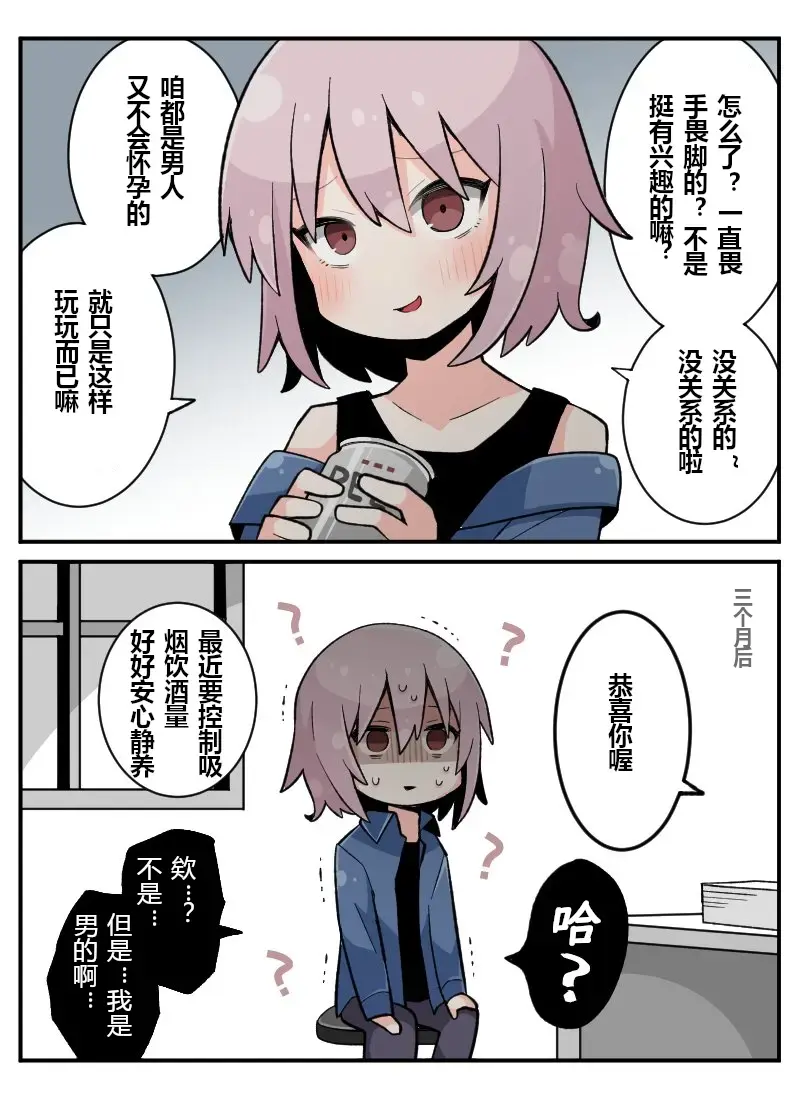 怎么了？一直畏
手畏脚的？不是
挺有兴趣的嘛？
没关系的~
没关系的啦
咱都是男人
又不会怀孕的
就只是这样
玩玩而已嘛
BEE
三个月后
恭喜你喔
哈？
最近要控制吸
烟饮酒量
好好安心静养
欸…？
不是…
但是…我是
男的啊…